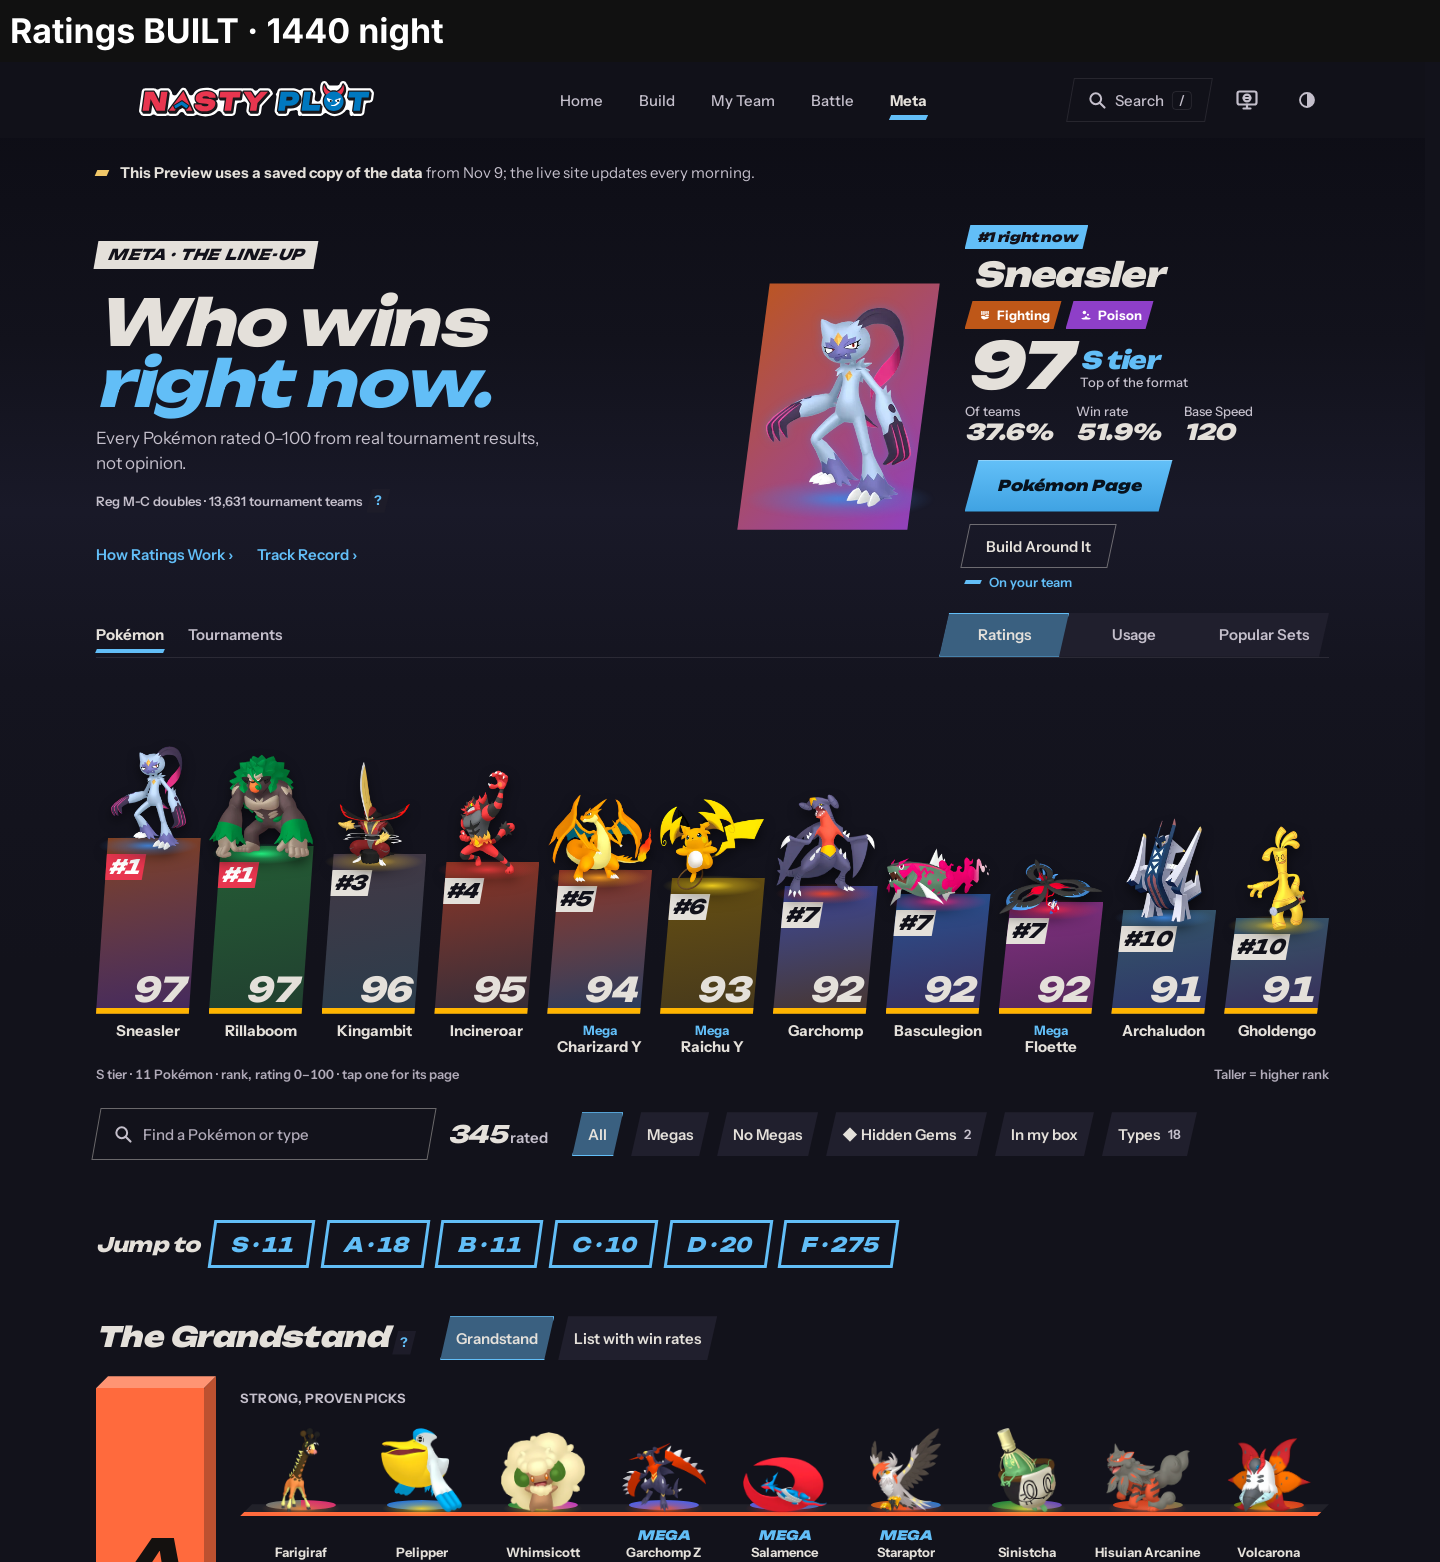 Ratings BUILT · 1440 night
NASTY PLOT
Home Build My Team Battle Meta
Search /
This Preview uses a saved copy of the data from Nov 9; the live site updates every morning.
META · THE LINE-UP
Who wins
right now.
Every Pokémon rated 0–100 from real tournament results,
not opinion.
Reg M-C doubles · 13,631 tournament teams ?
How Ratings Work › Track Record ›
#1 right now
Sneasler
Fighting Poison
97 S tier
Top of the format
Of teams Win rate Base Speed
37.6% 51.9% 120
Pokémon Page
Build Around It
On your team
Pokémon Tournaments
Ratings Usage Popular Sets
#1 #1 #3 #4 #5 #6 #7 #7 #7 #10 #10
97 97 96 95 94 93 92 92 92 91 91
Sneasler Rillaboom Kingambit Incineroar Mega Charizard Y Mega Raichu Y Garchomp Basculegion Mega Floette Archaludon Gholdengo
S tier · 11 Pokémon · rank, rating 0–100 · tap one for its page
Taller = higher rank
Find a Pokémon or type
345 rated
All Megas No Megas ◆ Hidden Gems 2 In my box Types 18
Jump to S · 11 A · 18 B · 11 C · 10 D · 20 F · 275
The Grandstand ? Grandstand List with win rates
STRONG, PROVEN PICKS
A
MEGA MEGA MEGA
Farigiraf Pelipper Whimsicott Garchomp Z Salamence Staraptor Sinistcha Hisuian Arcanine Volcarona